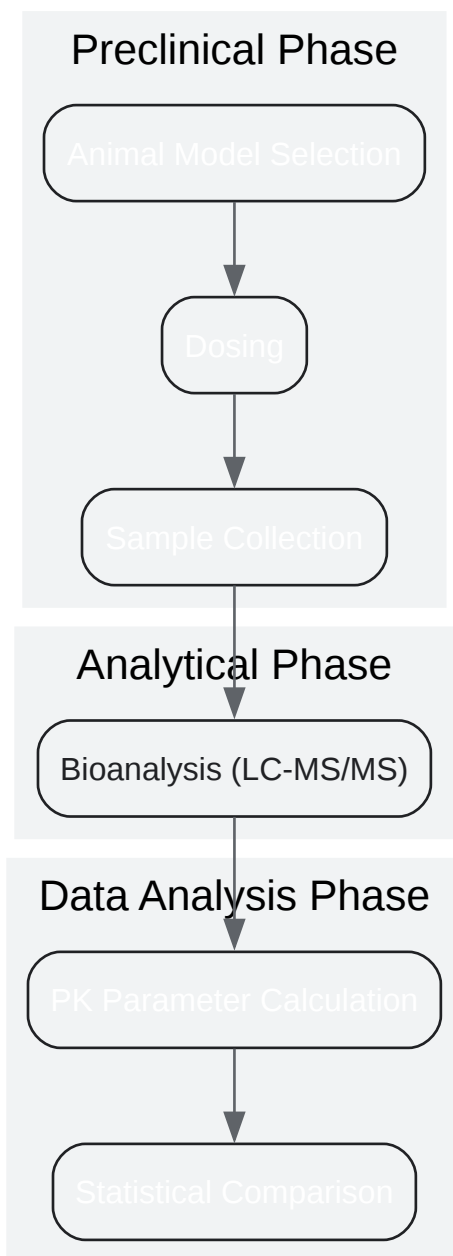 Preclinical Phase
Animal Model Selection
Dosing
Sample Collection
Analytical Phase
Bioanalysis (LC-MS/MS)
Data Analysis Phase
PK Parameter Calculation
Statistical Comparison